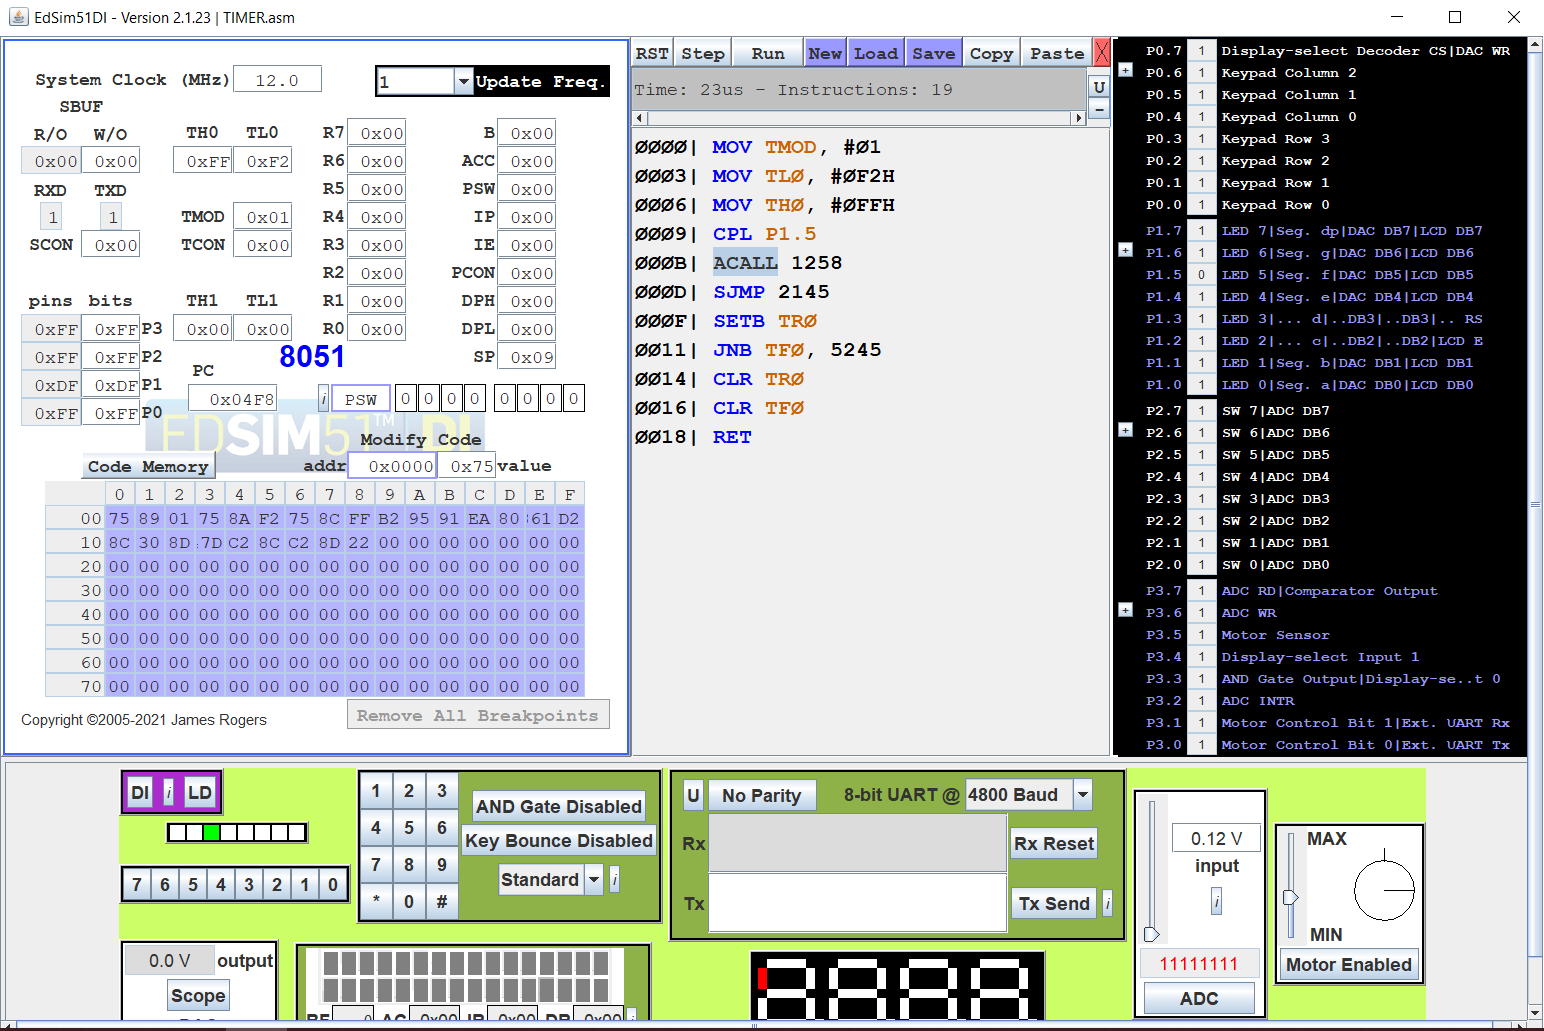 EdSim51DI - Version 2.1.23 | TIMER.asm
System Clock (MHz) 12.0 1 Update Freq.
SBUF
R/O W/O TH0 TL0 R7 0x00 B 0x00
0x00 0x00 0xFF 0xF2 R6 0x00 ACC 0x00
RXD TXD R5 0x00 PSW 0x00
1 1 TMOD 0x01 R4 0x00 IP 0x00
SCON 0x00 TCON 0x00 R3 0x00 IE 0x00
R2 0x00 PCON 0x00
pins bits TH1 TL1 R1 0x00 DPH 0x00
0xFF 0xFF P3 0x00 0x00 R0 0x00 DPL 0x00
0xFF 0xFF P2 8051 SP 0x09
0xDF 0xDF P1 PC
0xFF 0xFF P0 0x04F8 i PSW 0 0 0 0 0 0 0 0
EDSIM51 DI TM
Modify Code
Code Memory addr 0x0000 0x75 value
0 1 2 3 4 5 6 7 8 9 A B C D E F
00 75 89 01 75 8A F2 75 8C FF B2 95 91 EA 80 61 D2
10 8C 30 8D 7D C2 8C C2 8D 22 00 00 00 00 00 00 00
20 00 00 00 00 00 00 00 00 00 00 00 00 00 00 00 00
30 00 00 00 00 00 00 00 00 00 00 00 00 00 00 00 00
40 00 00 00 00 00 00 00 00 00 00 00 00 00 00 00 00
50 00 00 00 00 00 00 00 00 00 00 00 00 00 00 00 00
60 00 00 00 00 00 00 00 00 00 00 00 00 00 00 00 00
70 00 00 00 00 00 00 00 00 00 00 00 00 00 00 00 00
Copyright ©2005-2021 James Rogers Remove All Breakpoints
RST Step Run New Load Save Copy Paste X
Time: 23us - Instructions: 19 U
-
0000| MOV TMOD, #01
0003| MOV TL0, #0F2H
0006| MOV TH0, #0FFH
0009| CPL P1.5
000B| ACALL 1258
000D| SJMP 2145
000F| SETB TR0
0011| JNB TF0, 5245
0014| CLR TR0
0016| CLR TF0
0018| RET
P0.7 1 Display-select Decoder CS|DAC WR
+ P0.6 1 Keypad Column 2
P0.5 1 Keypad Column 1
P0.4 1 Keypad Column 0
P0.3 1 Keypad Row 3
P0.2 1 Keypad Row 2
P0.1 1 Keypad Row 1
P0.0 1 Keypad Row 0
P1.7 1 LED 7|Seg. dp|DAC DB7|LCD DB7
+ P1.6 1 LED 6|Seg. g|DAC DB6|LCD DB6
P1.5 0 LED 5|Seg. f|DAC DB5|LCD DB5
P1.4 1 LED 4|Seg. e|DAC DB4|LCD DB4
P1.3 1 LED 3|... d|..DB3|..DB3|.. RS
P1.2 1 LED 2|... c|..DB2|..DB2|LCD E
P1.1 1 LED 1|Seg. b|DAC DB1|LCD DB1
P1.0 1 LED 0|Seg. a|DAC DB0|LCD DB0
P2.7 1 SW 7|ADC DB7
+ P2.6 1 SW 6|ADC DB6
P2.5 1 SW 5|ADC DB5
P2.4 1 SW 4|ADC DB4
P2.3 1 SW 3|ADC DB3
P2.2 1 SW 2|ADC DB2
P2.1 1 SW 1|ADC DB1
P2.0 1 SW 0|ADC DB0
P3.7 1 ADC RD|Comparator Output
+ P3.6 1 ADC WR
P3.5 1 Motor Sensor
P3.4 1 Display-select Input 1
P3.3 1 AND Gate Output|Display-se..t 0
P3.2 1 ADC INTR
P3.1 1 Motor Control Bit 1|Ext. UART Rx
P3.0 1 Motor Control Bit 0|Ext. UART Tx
DI i LD
7 6 5 4 3 2 1 0
1 2 3
4 5 6
7 8 9
* 0 #
AND Gate Disabled
Key Bounce Disabled
Standard i
U No Parity 8-bit UART @ 4800 Baud
Rx Rx Reset
Tx Tx Send i
0.12 V
input
i
11111111
ADC
MAX
MIN
Motor Enabled
0.0 V output
Scope